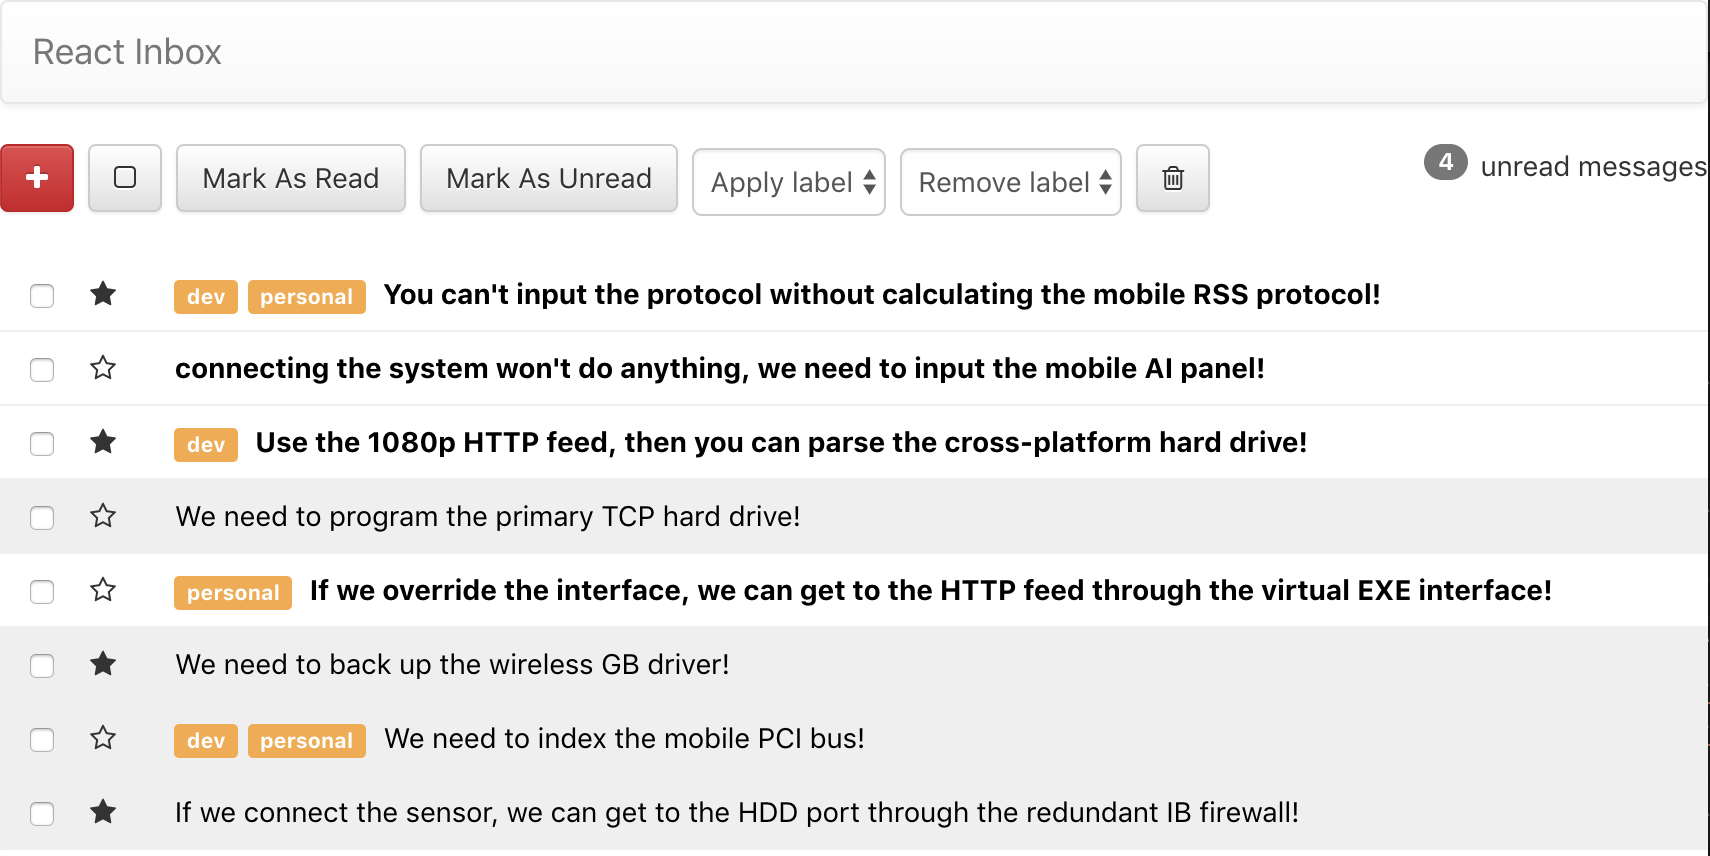 React Inbox
Mark As Read Mark As Unread Apply label Remove label 4 unread messages
dev personal You can't input the protocol without calculating the mobile RSS protocol!
connecting the system won't do anything, we need to input the mobile AI panel!
dev Use the 1080p HTTP feed, then you can parse the cross-platform hard drive!
We need to program the primary TCP hard drive!
personal If we override the interface, we can get to the HTTP feed through the virtual EXE interface!
We need to back up the wireless GB driver!
dev personal We need to index the mobile PCI bus!
If we connect the sensor, we can get to the HDD port through the redundant IB firewall!